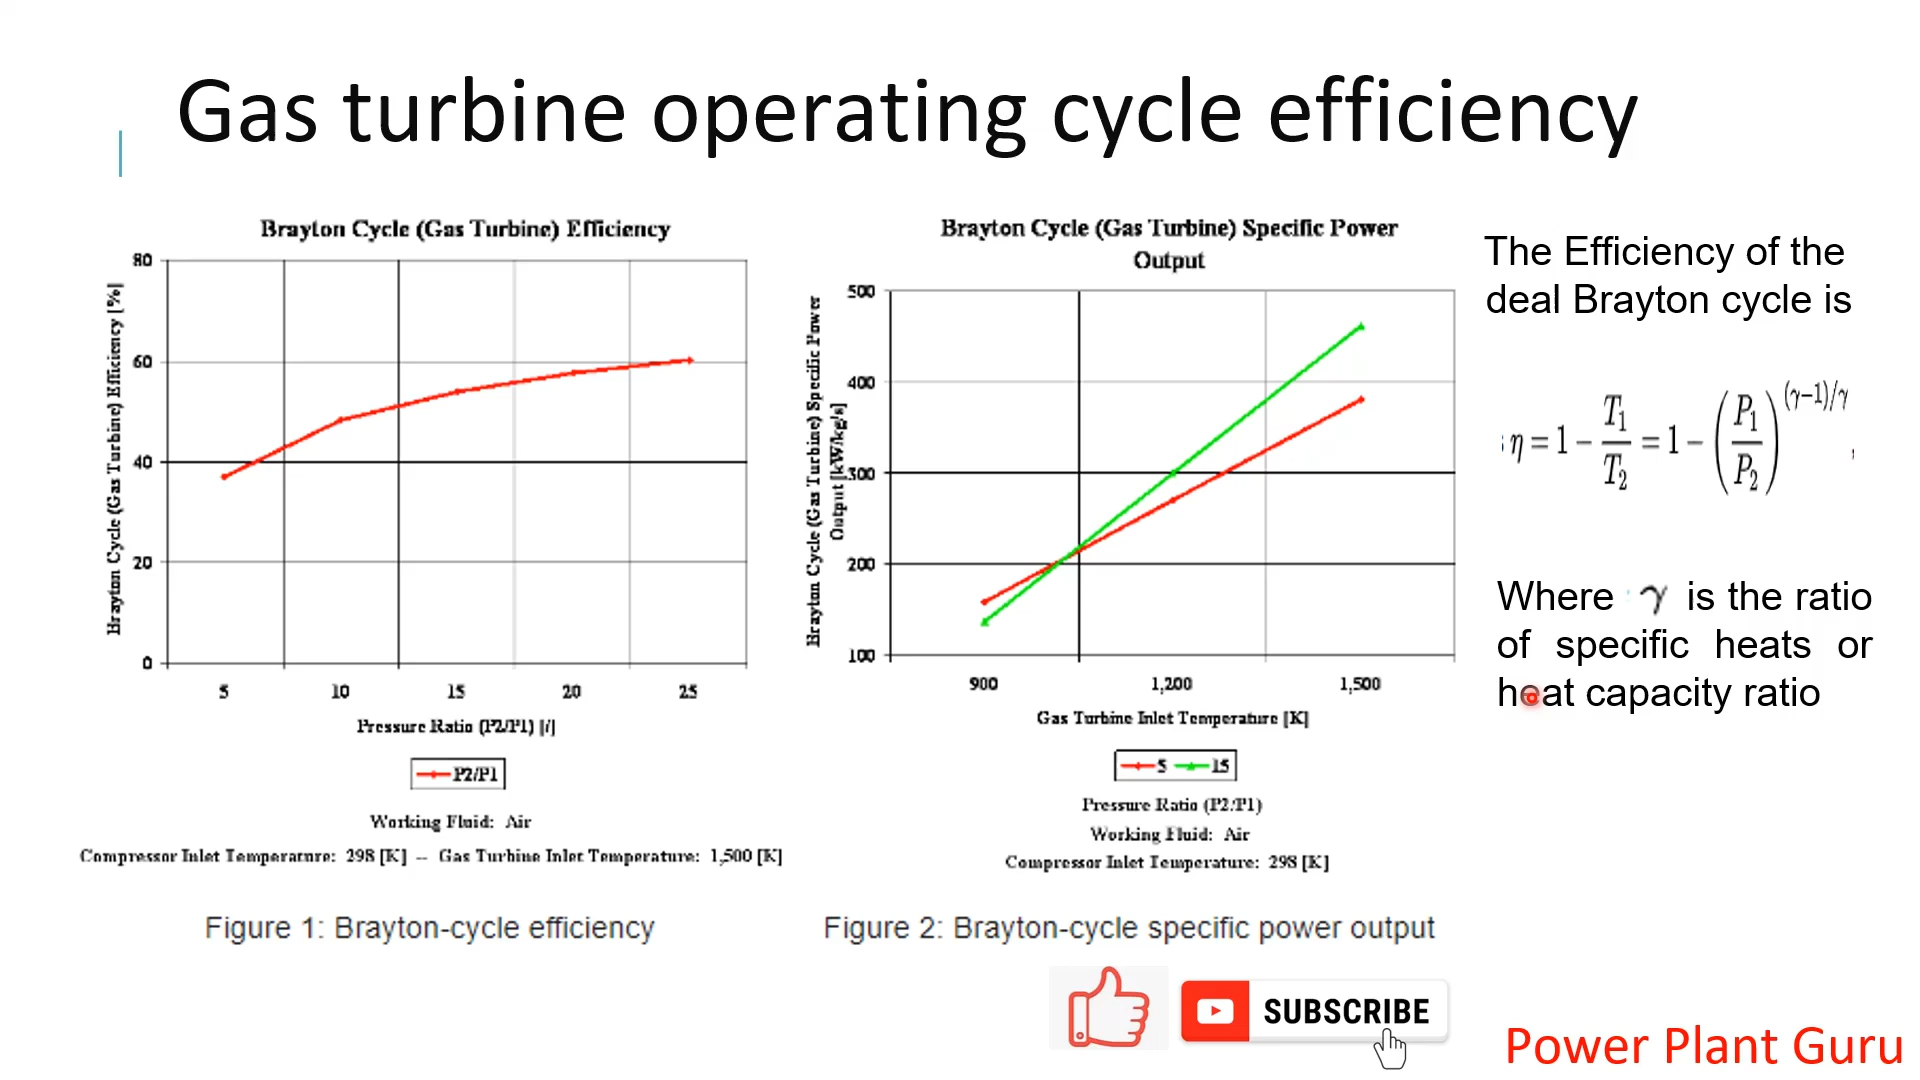 Gas turbine operating cycle efficiency
Brayton Cycle (Gas Turbine) Efficiency
Brayton Cycle (Gas Turbine) Efficiency [%]
80
60
40
20
0
5 10 15 20 25
Pressure Ratio (P2/P1) [/]
P2/P1
Working Fluid: Air
Compressor Inlet Temperature: 298 [K] -- Gas Turbine Inlet Temperature: 1,500 [K]
Figure 1: Brayton-cycle efficiency
Brayton Cycle (Gas Turbine) Specific Power
Output
Brayton Cycle (Gas Turbine) Specific Power
Output [kW/kg/s]
500
400
300
200
100
900 1,200 1,500
Gas Turbine Inlet Temperature [K]
5 15
Pressure Ratio (P2/P1)
Working Fluid: Air
Compressor Inlet Temperature: 298 [K]
Figure 2: Brayton-cycle specific power output
The Efficiency of the
deal Brayton cycle is
η = 1 − T₁/T₂ = 1 − (P₁/P₂)^(γ−1)/γ ,
Where γ is the ratio
of specific heats or
heat capacity ratio
SUBSCRIBE
Power Plant Guru